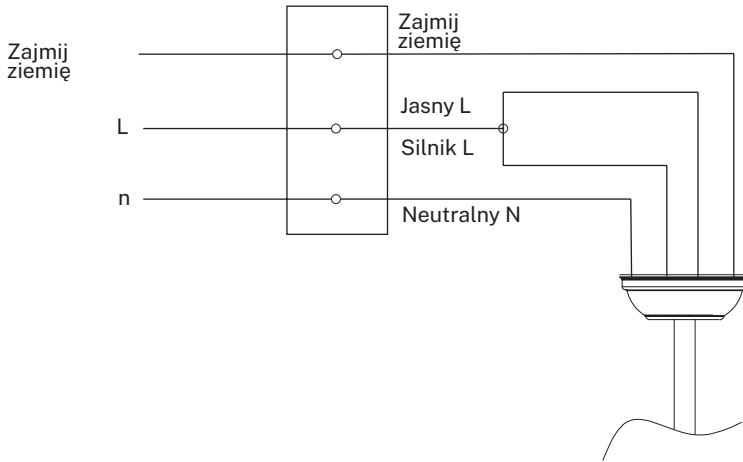 Zajmij
ziemię
Zajmij
ziemię
L
Jasny L
Silnik L
n
Neutralny N